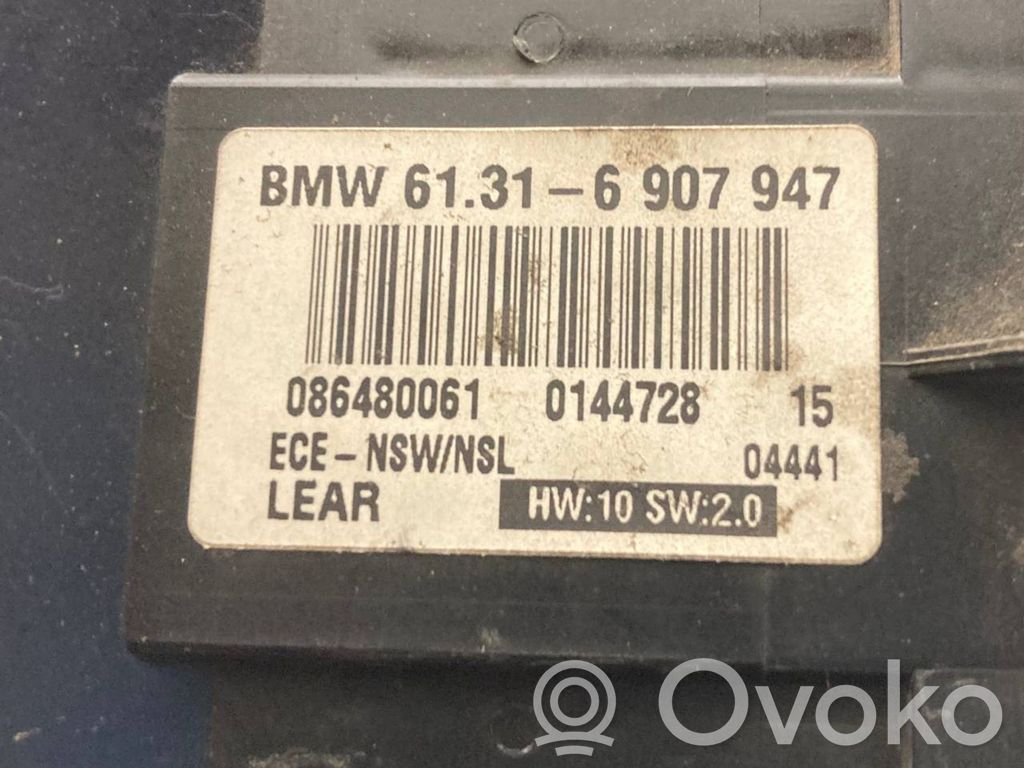 BMW 61.31-6 907 947
086480061 0144728 15
ECE-NSW/NSL 04441
LEAR HW:10 SW:2.0
Ovoko